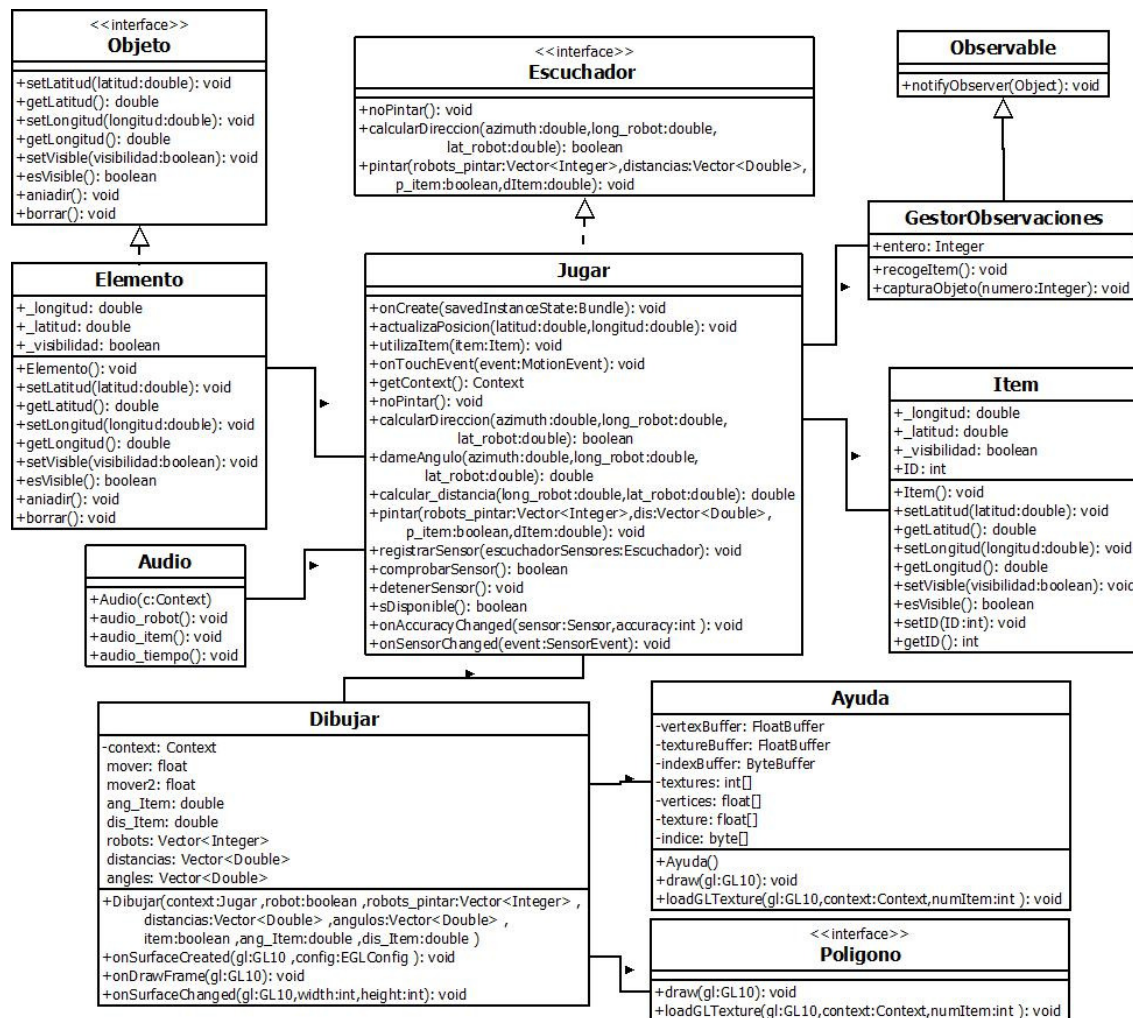 <<interface>>
Objeto
+setLatitud(latitud:double): void
+getLatitud(): double
+setLongitud(longitud:double): void
+getLongitud(): double
+setVisible(visibilidad:boolean): void
+esVisible(): boolean
+aniadir(): void
+borrar(): void
<<interface>>
Escuchador
+noPintar(): void
+calcularDireccion(azimuth:double,long_robot:double,
lat_robot:double): boolean
+pintar(robots_pintar:Vector<Integer>,distancias:Vector<Double>,
p_item:boolean,dItem:double): void
Observable
+notifyObserver(Object): void
GestorObservaciones
+entero: Integer
+recogeItem(): void
+capturaObjeto(numero:Integer): void
Elemento
+_longitud: double
+_latitud: double
+_visibilidad: boolean
+Elemento(): void
+setLatitud(latitud:double): void
+getLatitud(): double
+setLongitud(longitud:double): void
+getLongitud(): double
+setVisible(visibilidad:boolean): void
+esVisible(): boolean
+aniadir(): void
+borrar(): void
Jugar
+onCreate(savedInstanceState:Bundle): void
+actualizaPosicion(latitud:double,longitud:double): void
+utilizaItem(item:Item): void
+onTouchEvent(event:MotionEvent): void
+getContext(): Context
+noPintar(): void
+calcularDireccion(azimuth:double,long_robot:double,
lat_robot:double): boolean
+dameAngulo(azimuth:double,long_robot:double,
lat_robot:double): double
+calcular_distancia(long_robot:double,lat_robot:double): double
+pintar(robots_pintar:Vector<Integer>,dis:Vector<Double>,
p_item:boolean,dItem:double): void
+registrarSensor(escuchadorSensores:Escuchador): void
+comprobarSensor(): boolean
+detenerSensor(): void
+sDisponible(): boolean
+onAccuracyChanged(sensor:Sensor,accuracy:int ): void
+onSensorChanged(event:SensorEvent): void
Item
+_longitud: double
+_latitud: double
+_visibilidad: boolean
+ID: int
+Item(): void
+setLatitud(latitud:double): void
+getLatitud(): double
+setLongitud(longitud:double): void
+getLongitud(): double
+setVisible(visibilidad:boolean): void
+esVisible(): boolean
+setID(ID:int): void
+getID(): int
Audio
+Audio(c:Context)
+audio_robot(): void
+audio_item(): void
+audio_tiempo(): void
Dibujar
-context: Context
mover: float
mover2: float
ang_Item: double
dis_Item: double
robots: Vector<Integer>
distancias: Vector<Double>
angles: Vector<Double>
+Dibujar(context:Jugar ,robot:boolean ,robots_pintar:Vector<Integer> ,
distancias:Vector<Double> ,angulos:Vector<Double> ,
item:boolean ,ang_Item:double ,dis_Item:double )
+onSurfaceCreated(gl:GL10 ,config:EGLConfig ): void
+onDrawFrame(gl:GL10): void
+onSurfaceChanged(gl:GL10,width:int,height:int): void
Ayuda
-vertexBuffer: FloatBuffer
-textureBuffer: FloatBuffer
-indexBuffer: ByteBuffer
-textures: int[]
-vertices: float[]
-texture: float[]
-indice: byte[]
+Ayuda()
+draw(gl:GL10): void
+loadGLTexture(gl:GL10,context:Context,numItem:int ): void
<<interface>>
Poligono
+draw(gl:GL10): void
+loadGLTexture(gl:GL10,context:Context,numItem:int ): void